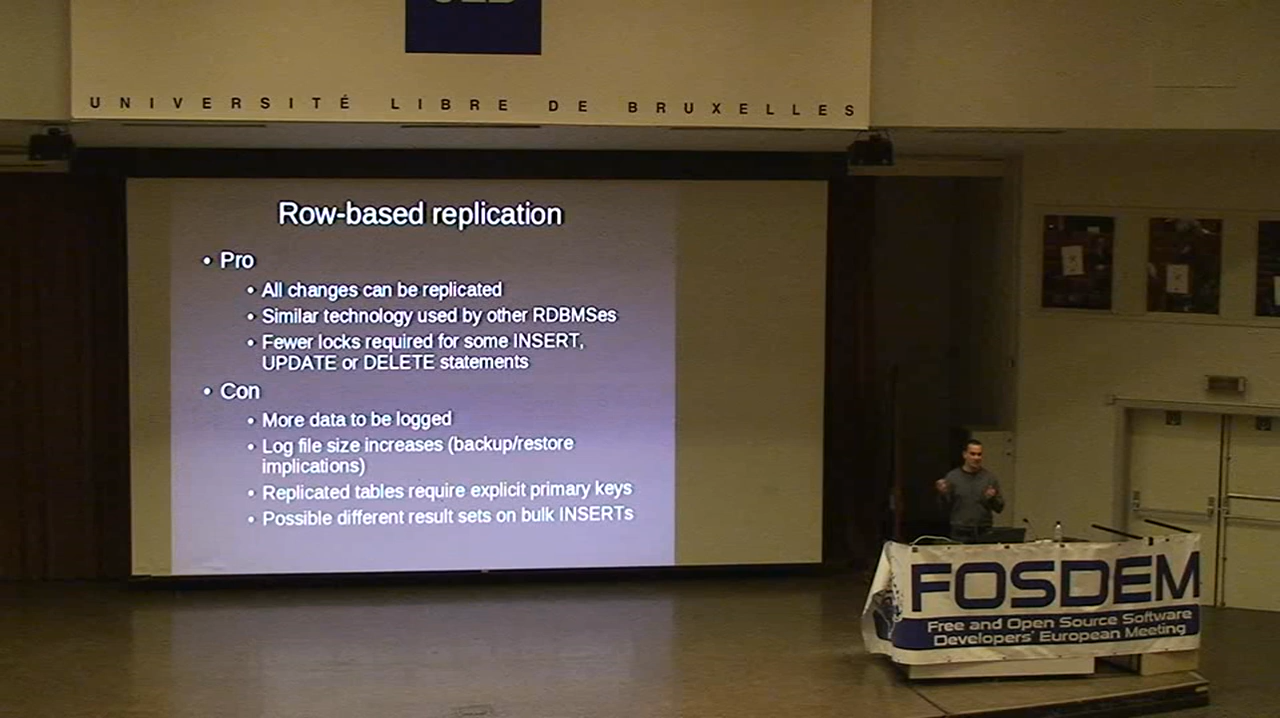 UNIVERSITÉ LIBRE DE BRUXELLES
Row-based replication
• Pro
• All changes can be replicated
• Similar technology used by other RDBMSes
• Fewer locks required for some INSERT,
UPDATE or DELETE statements
• Con
• More data to be logged
• Log file size increases (backup/restore
implications)
• Replicated tables require explicit primary keys
• Possible different result sets on bulk INSERTs
FOSDEM
Free and Open Source Software
Developers' European Meeting